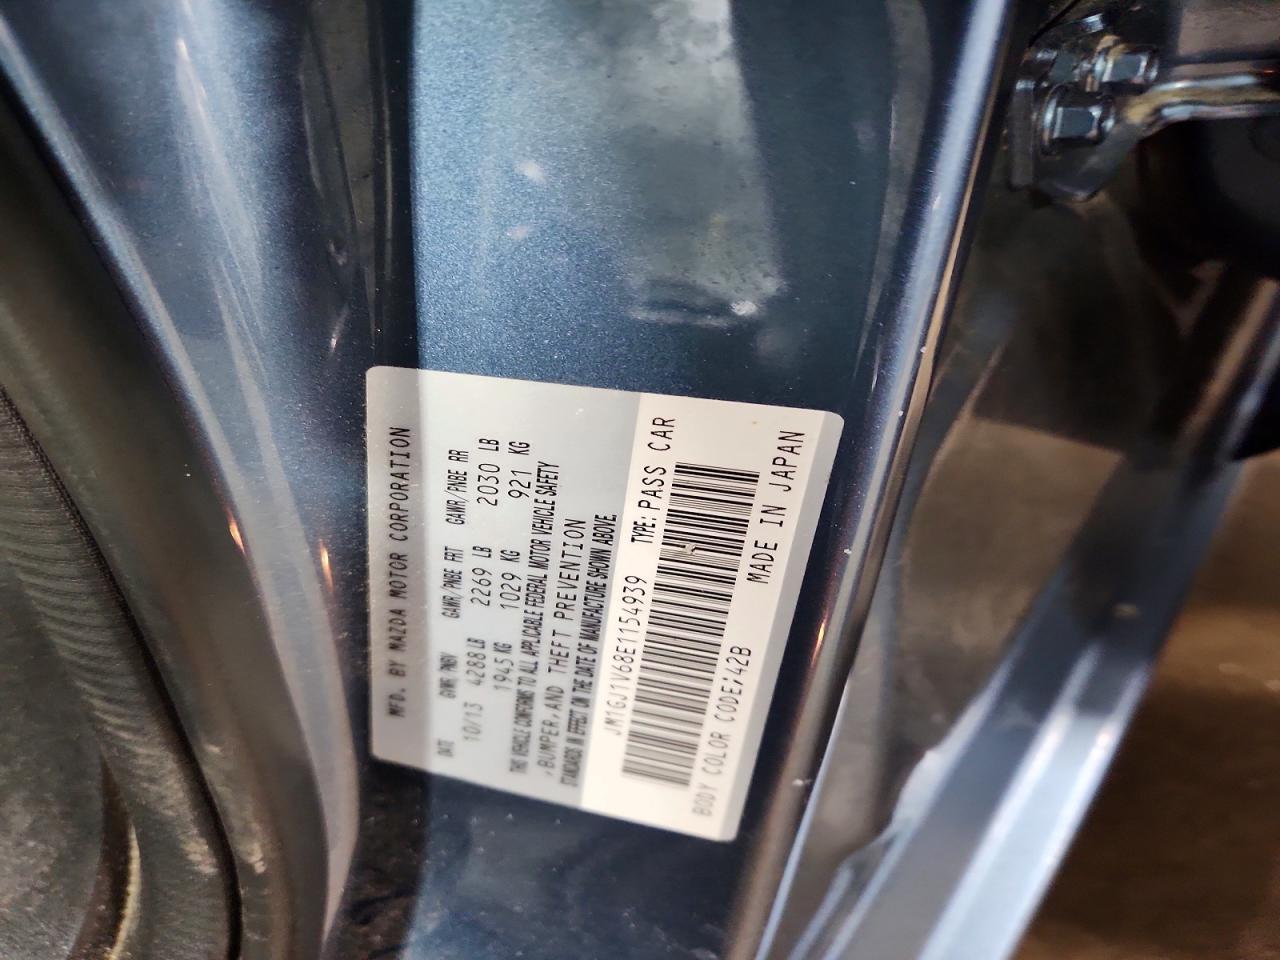 MFD. BY MAZDA MOTOR CORPORATION
DATE GVWR/PNBV GAWR/PNBE FRT GAWR/PNBE RR
10/13 4288 LB 2269 LB 2030 LB
1945 KG 1029 KG 921 KG
THIS VEHICLE CONFORMS TO ALL APPLICABLE FEDERAL MOTOR VEHICLE SAFETY
,BUMPER,AND THEFT PREVENTION
STANDARDS IN EFFECT ON THE DATE OF MANUFACTURE SHOWN ABOVE.
JM1GJ1V68E1154939 TYPE: PASS CAR
BODY COLOR CODE:42B MADE IN JAPAN